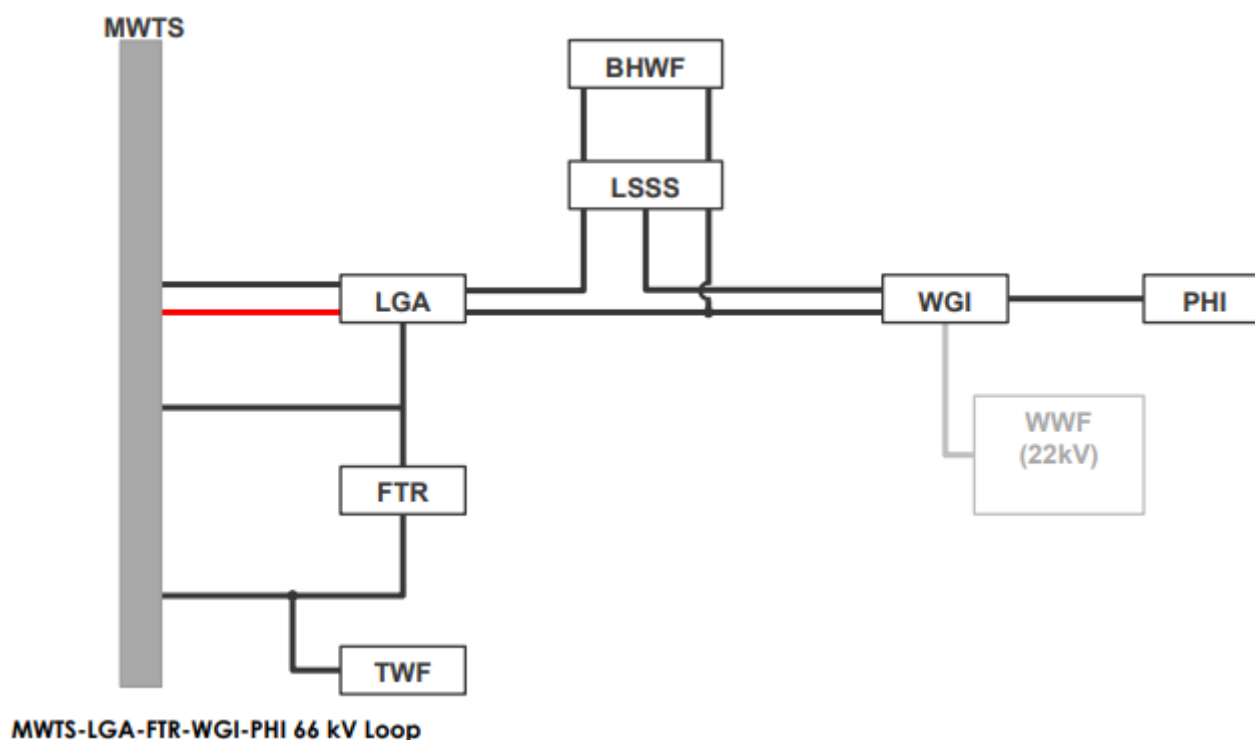 MWTS
BHWF
LSSS
LGA
WGI
PHI
WWF
(22kV)
FTR
TWF
MWTS-LGA-FTR-WGI-PHI 66 kV Loop